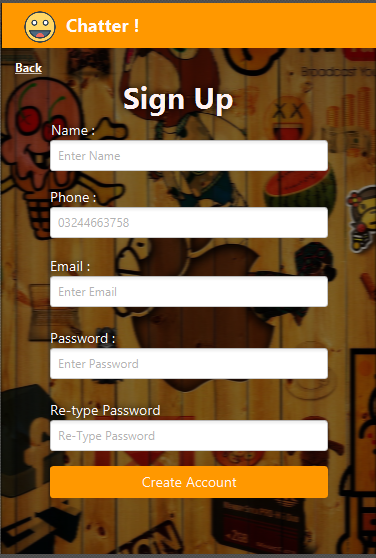 Chatter !
Back
Sign Up
Name :
Enter Name
Phone :
03244663758
Email :
Enter Email
Password :
Enter Password
Re-type Password
Re-Type Password
Create Account